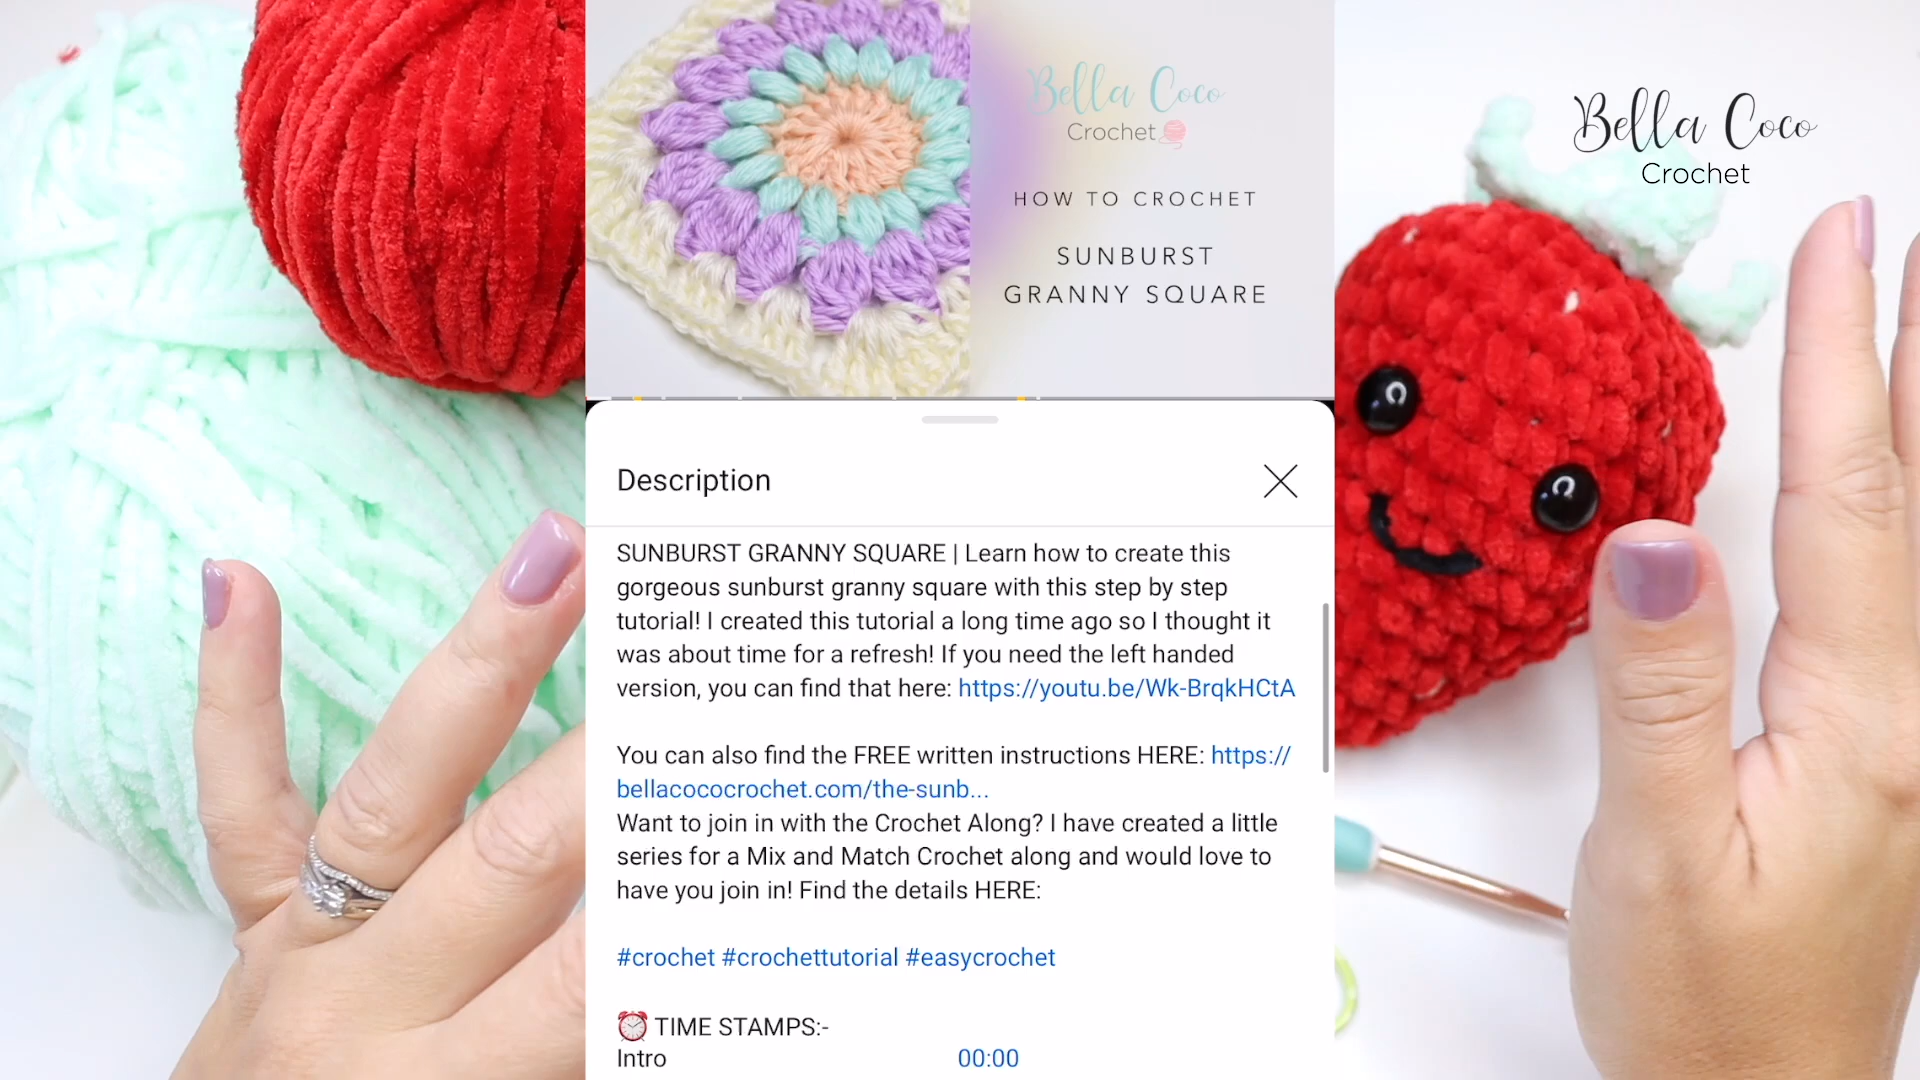 Bella Coco
Crochet
HOW TO CROCHET
SUNBURST
GRANNY SQUARE
Bella Coco
Crochet
Description
SUNBURST GRANNY SQUARE | Learn how to create this
gorgeous sunburst granny square with this step by step
tutorial! I created this tutorial a long time ago so I thought it
was about time for a refresh! If you need the left handed
version, you can find that here: https://youtu.be/Wk-BrqkHCtA
You can also find the FREE written instructions HERE: https://
bellacococrochet.com/the-sunb...
Want to join in with the Crochet Along? I have created a little
series for a Mix and Match Crochet along and would love to
have you join in! Find the details HERE:
#crochet #crochettutorial #easycrochet
⏰ TIME STAMPS:-
Intro 00:00